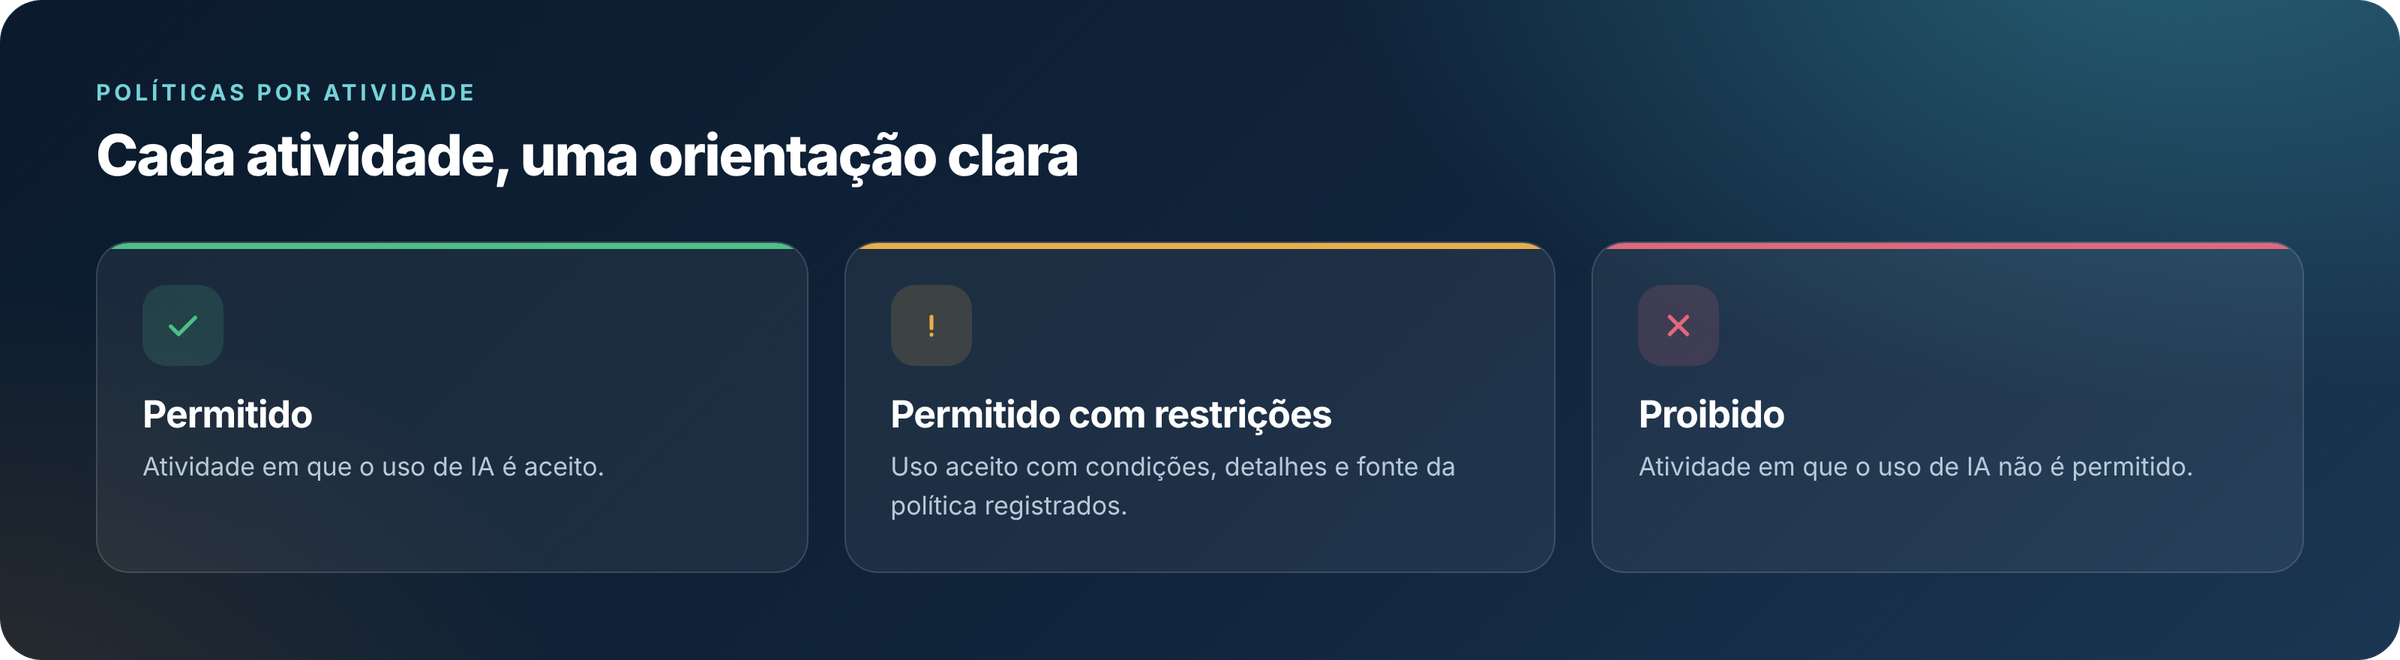 POLÍTICAS POR ATIVIDADE
Cada atividade, uma orientação clara
Permitido
Atividade em que o uso de IA é aceito.
Permitido com restrições
Uso aceito com condições, detalhes e fonte da
política registrados.
Proibido
Atividade em que o uso de IA não é permitido.